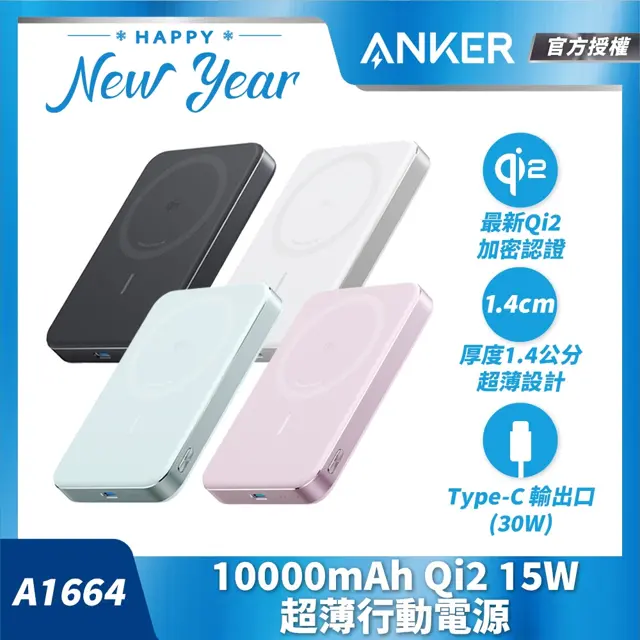 HAPPY
New Year
ANKER
官方授權
Qi2
最新Qi2
加密認證
1.4cm
厚度1.4公分
超薄設計
Type-C 輸出口
(30W)
A1664
10000mAh Qi2 15W
超薄行動電源